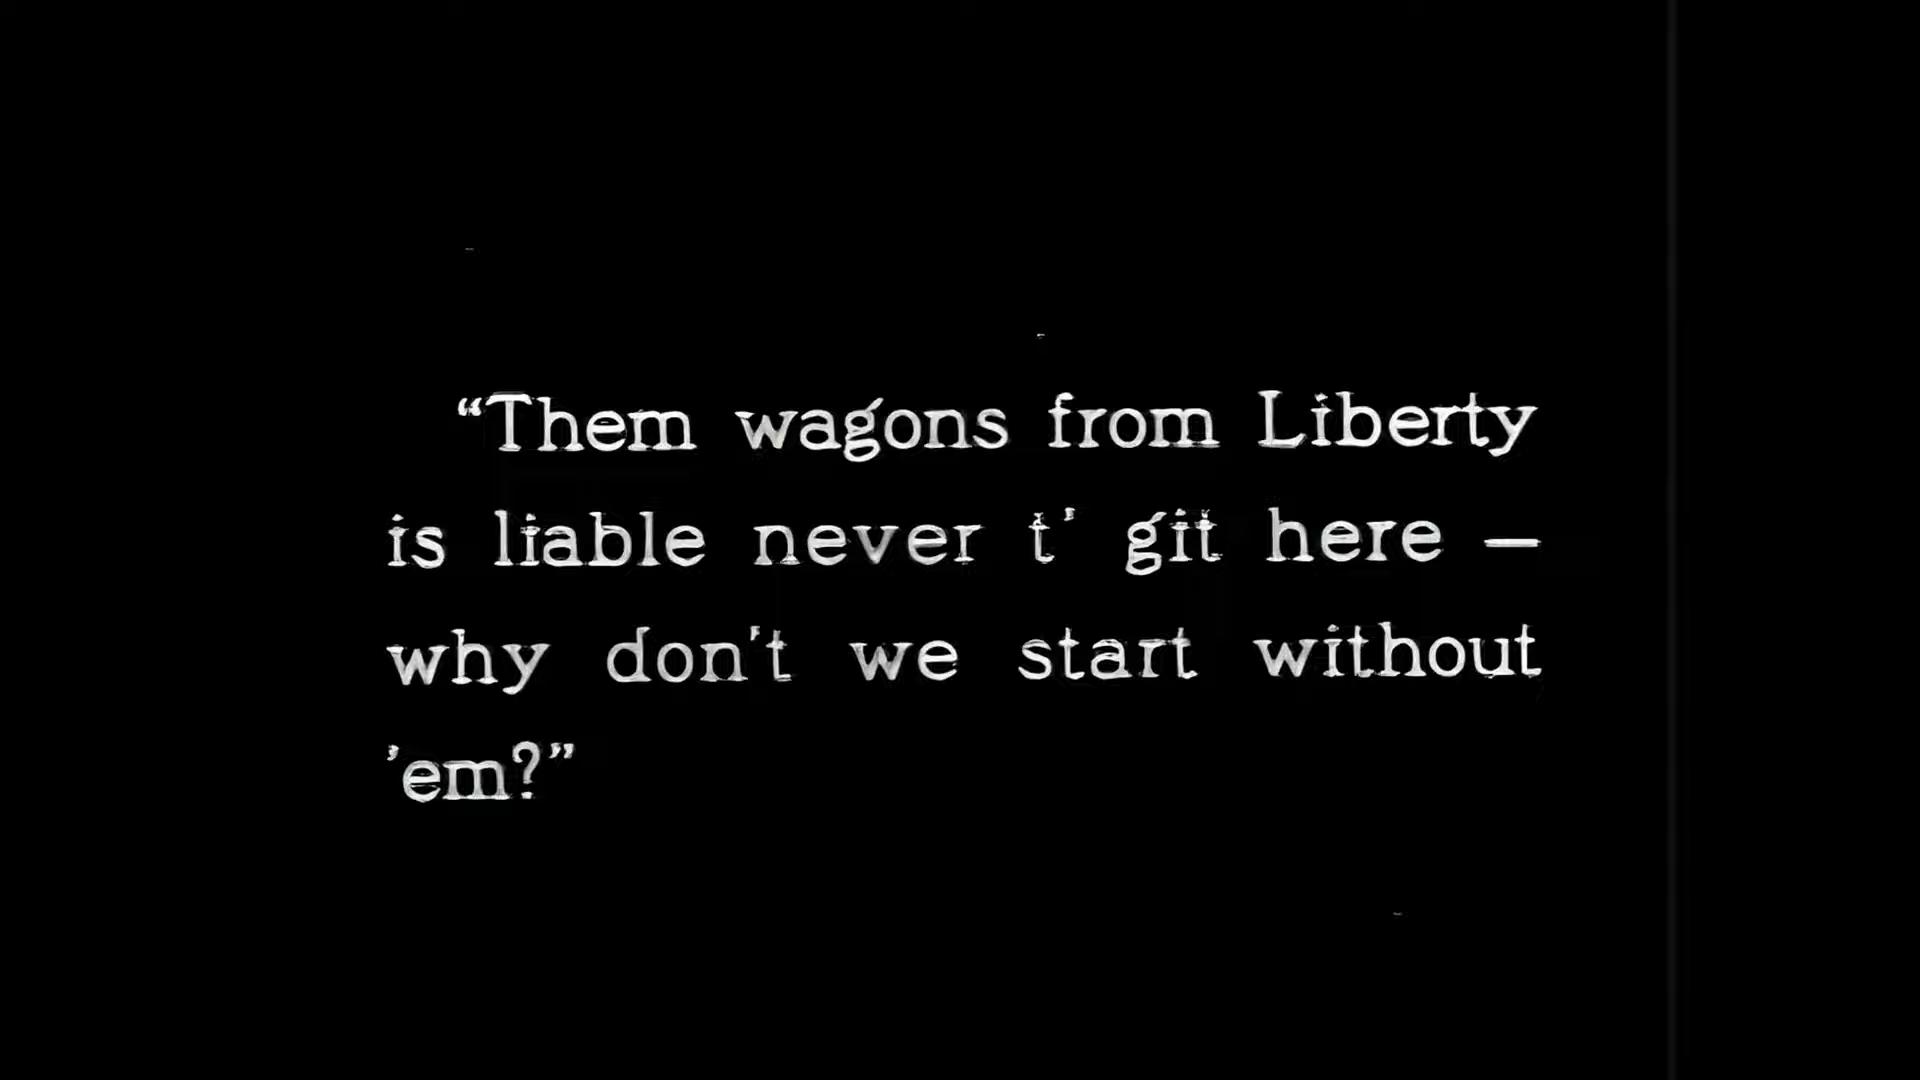 “Them wagons from Liberty
is liable never t’ git here —
why don't we start without
’em?”